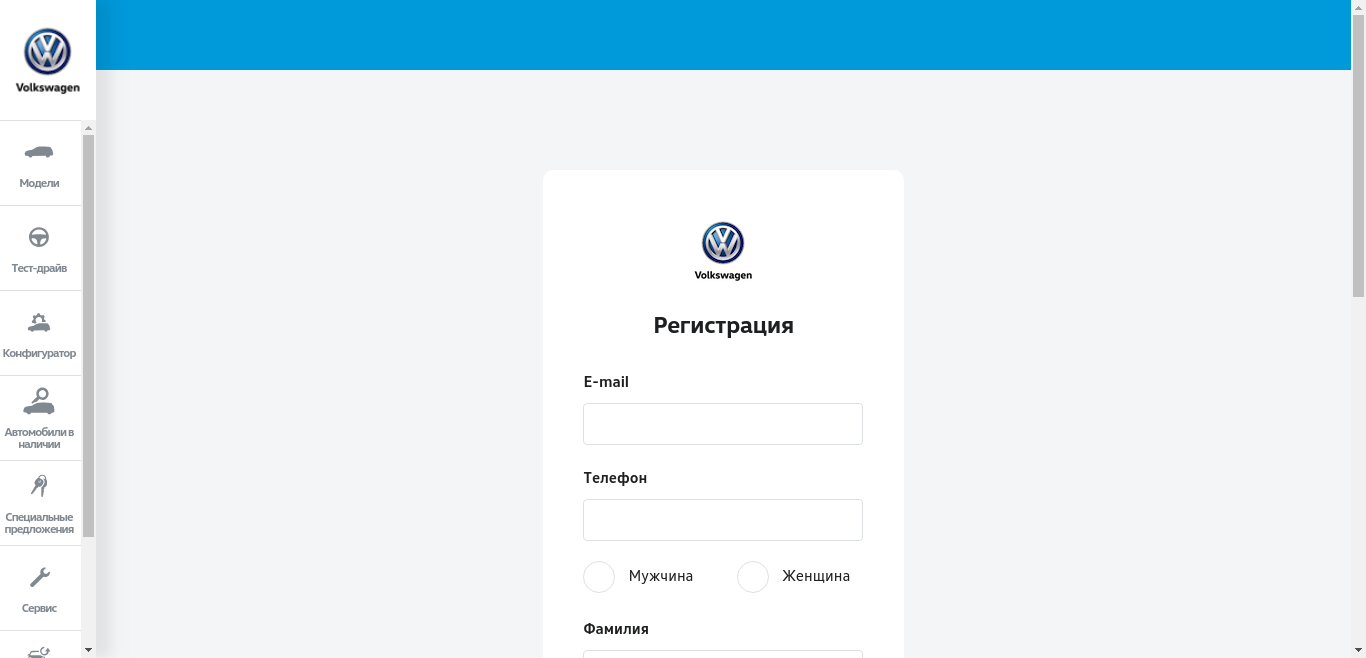 Volkswagen
Модели
Тест-драйв
Конфигуратор
Автомобили в
наличии
Специальные
предложения
Сервис
Volkswagen
Регистрация
E-mail
Телефон
Мужчина
Женщина
Фамилия